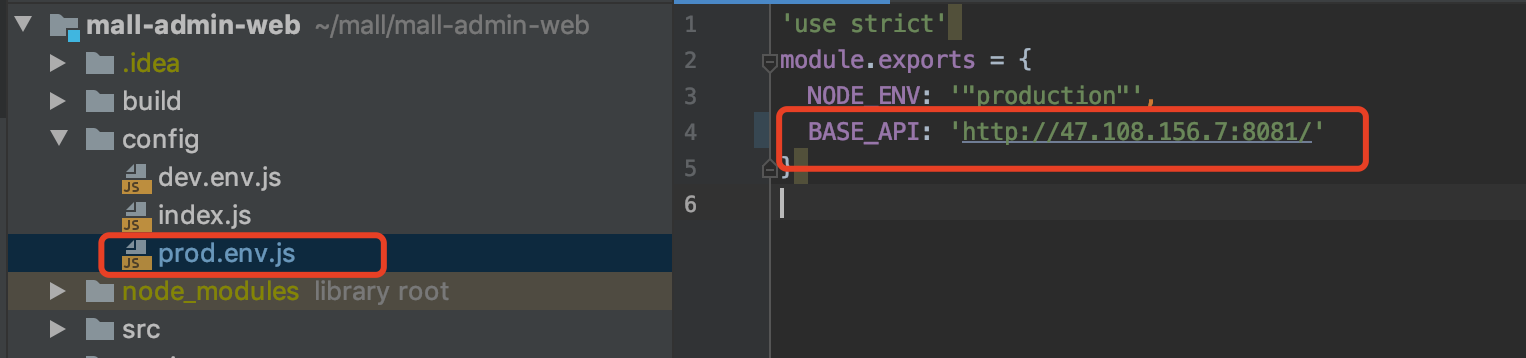 mall-admin-web ~/mall/mall-admin-web
.idea
build
config
JS dev.env.js
JS index.js
JS prod.env.js
node_modules library root
src
1 'use strict'
2 module.exports = {
3 NODE_ENV: '"production"',
4 BASE_API: 'http://47.108.156.7:8081/'
5 }
6